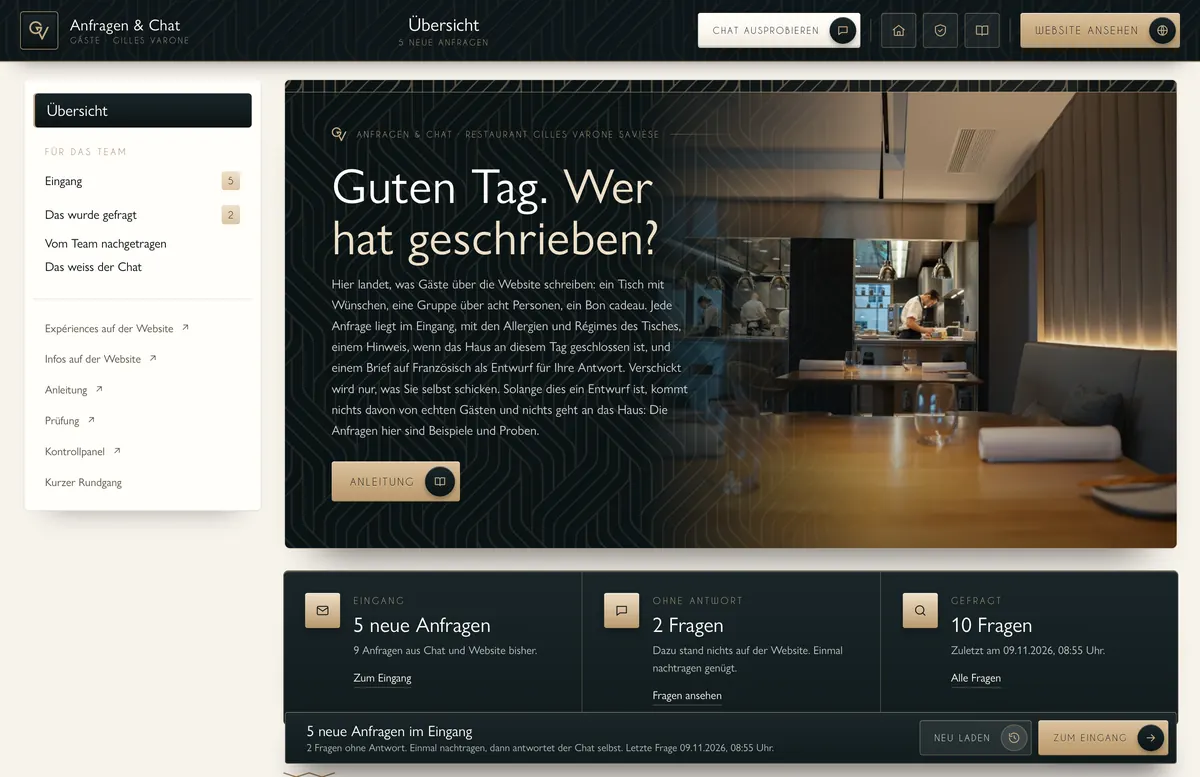 GV
Anfragen & Chat
GÄSTE · GILLES VARONE
Übersicht
5 NEUE ANFRAGEN
CHAT AUSPROBIEREN
WEBSITE ANSEHEN
Übersicht
FÜR DAS TEAM
Eingang 5
Das wurde gefragt 2
Vom Team nachgetragen
Das weiss der Chat
Expériences auf der Website ↗
Infos auf der Website ↗
Anleitung ↗
Prüfung ↗
Kontrollpanel ↗
Kurzer Rundgang
GV ANFRAGEN & CHAT · RESTAURANT GILLES VARONE SAVIÈSE
Guten Tag. Wer
hat geschrieben?
Hier landet, was Gäste über die Website schreiben: ein Tisch mit
Wünschen, eine Gruppe über acht Personen, ein Bon cadeau. Jede
Anfrage liegt im Eingang, mit den Allergien und Régimes des Tisches,
einem Hinweis, wenn das Haus an diesem Tag geschlossen ist, und
einem Brief auf Französisch als Entwurf für Ihre Antwort. Verschickt
wird nur, was Sie selbst schicken. Solange dies ein Entwurf ist, kommt
nichts davon von echten Gästen und nichts geht an das Haus: Die
Anfragen hier sind Beispiele und Proben.
ANLEITUNG
EINGANG
5 neue Anfragen
9 Anfragen aus Chat und Website bisher.
Zum Eingang
OHNE ANTWORT
2 Fragen
Dazu stand nichts auf der Website. Einmal
nachtragen genügt.
Fragen ansehen
GEFRAGT
10 Fragen
Zuletzt am 09.11.2026, 08:55 Uhr.
Alle Fragen
5 neue Anfragen im Eingang
2 Fragen ohne Antwort. Einmal nachtragen, dann antwortet der Chat selbst. Letzte Frage 09.11.2026, 08:55 Uhr.
NEU LADEN
ZUM EINGANG